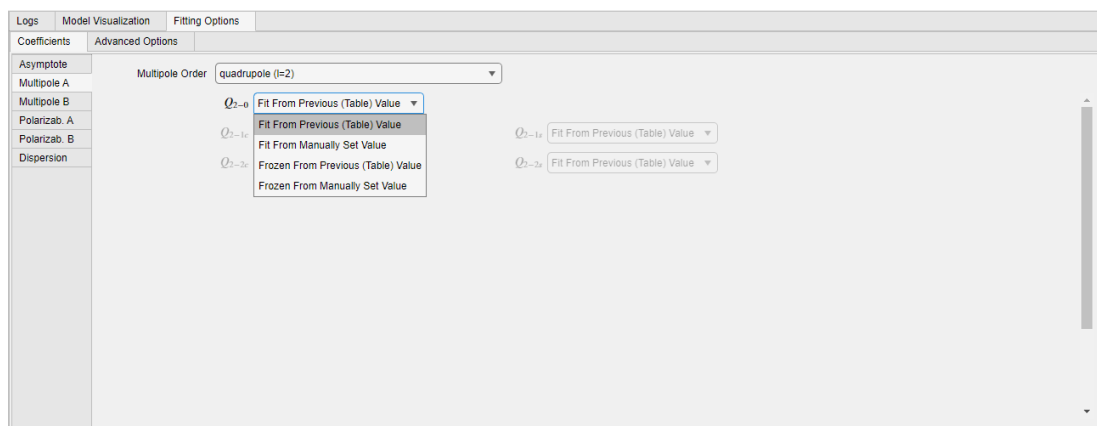 Logs Model Visualization Fitting Options
Coefficients Advanced Options
Asymptote
Multipole A
Multipole B
Polarizab. A
Polarizab. B
Dispersion
Multipole Order quadrupole (l=2)
Q2−0 Fit From Previous (Table) Value
Fit From Previous (Table) Value
Fit From Manually Set Value
Frozen From Previous (Table) Value
Frozen From Manually Set Value
Q2−1c
Q2−1s Fit From Previous (Table) Value
Q2−2c
Q2−2s Fit From Previous (Table) Value